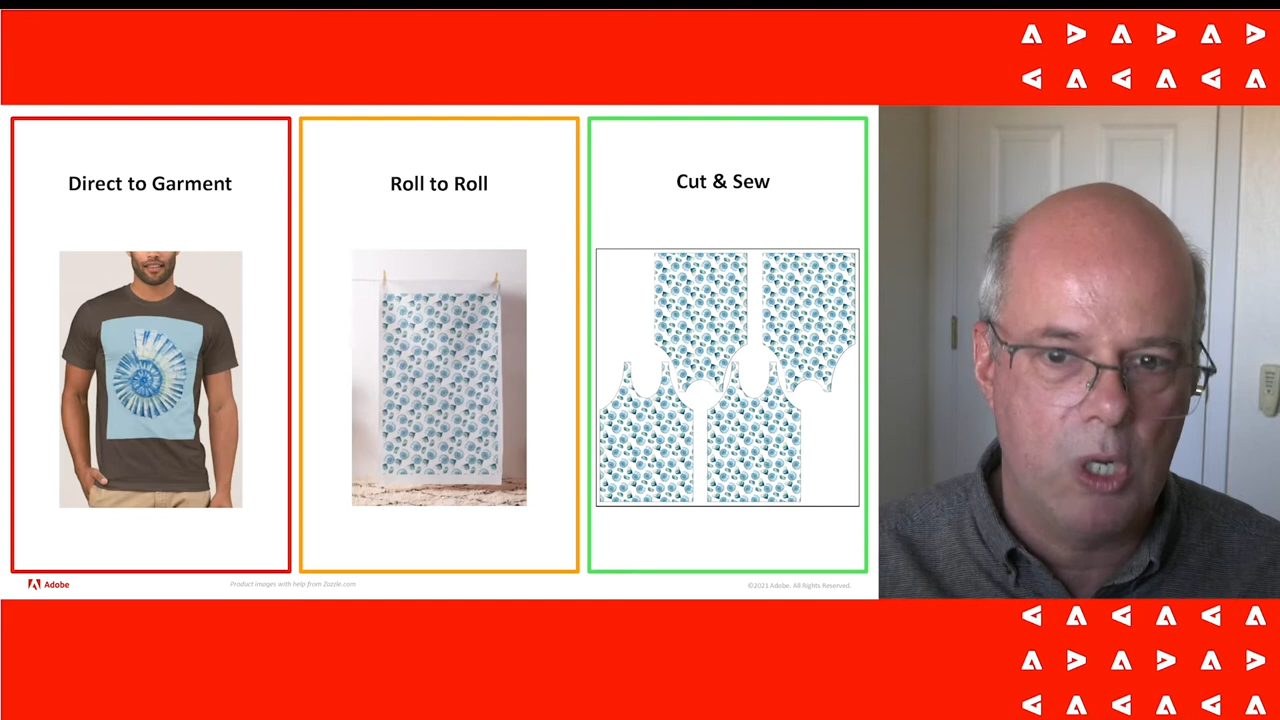 Direct to Garment
Roll to Roll
Cut & Sew
Adobe
Product images with help from Zazzle.com
©2021 Adobe. All Rights Reserved.